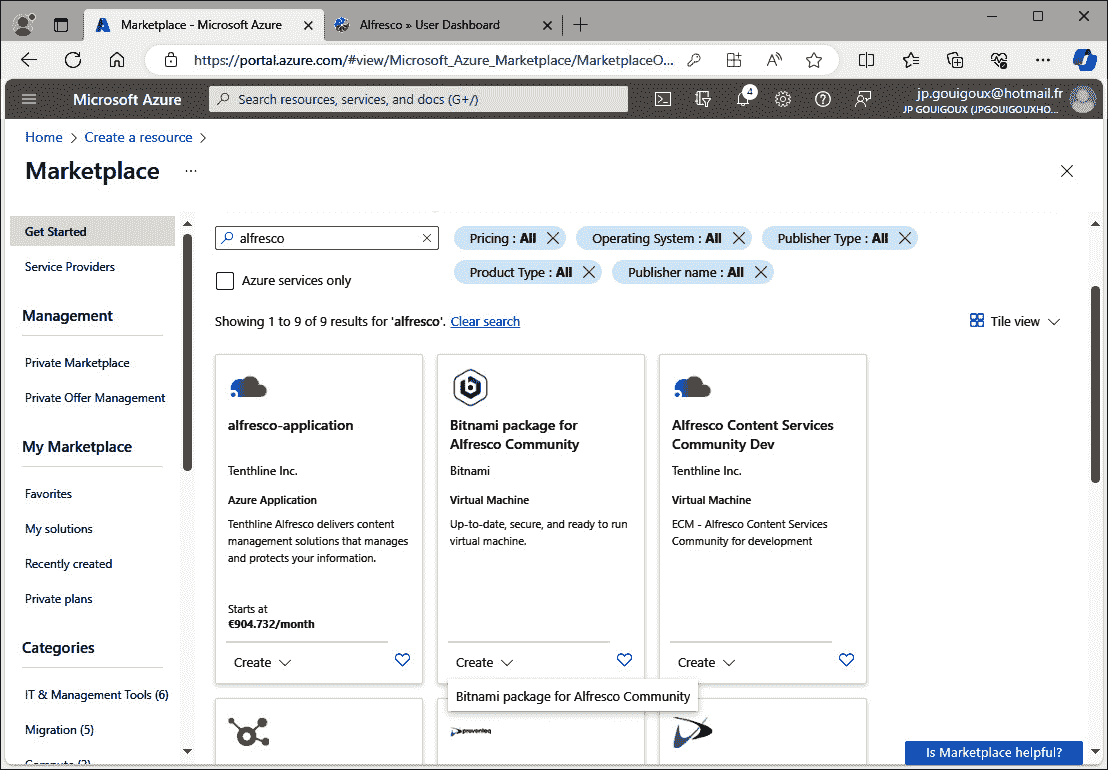 Marketplace - Microsoft Azure
Alfresco » User Dashboard
https://portal.azure.com/#view/Microsoft_Azure_Marketplace/MarketplaceO...
Microsoft Azure
Search resources, services, and docs (G+/)
4
jp.gouigoux@hotmail.fr
JP GOUIGOUX (JPGOUIGOUXHO...
Home > Create a resource >
Marketplace ...
Get Started
Service Providers
Management
Private Marketplace
Private Offer Management
My Marketplace
Favorites
My solutions
Recently created
Private plans
Categories
IT & Management Tools (6)
Migration (5)
Compute (3)
alfresco
Pricing : All
Operating System : All
Publisher Type : All
Product Type : All
Publisher name : All
Azure services only
Showing 1 to 9 of 9 results for 'alfresco'. Clear search
Tile view
alfresco-application
Tenthline Inc.
Azure Application
Tenthline Alfresco delivers content
management solutions that manages
and protects your information.
Starts at
€904.732/month
Create
Bitnami package for
Alfresco Community
Bitnami
Virtual Machine
Up-to-date, secure, and ready to run
virtual machine.
Create
Alfresco Content Services
Community Dev
Tenthline Inc.
Virtual Machine
ECM - Alfresco Content Services
Community for development
Create
Bitnami package for Alfresco Community
Is Marketplace helpful?